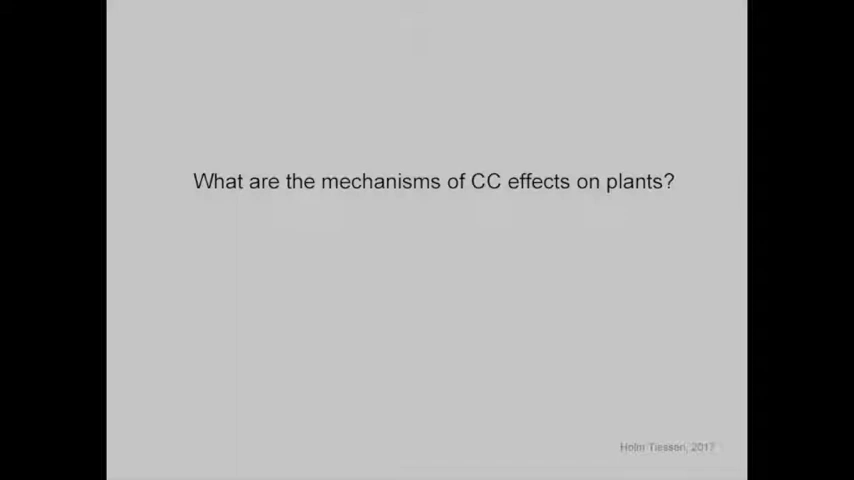 What are the mechanisms of CC effects on plants?
Holm Tiessen, 2017